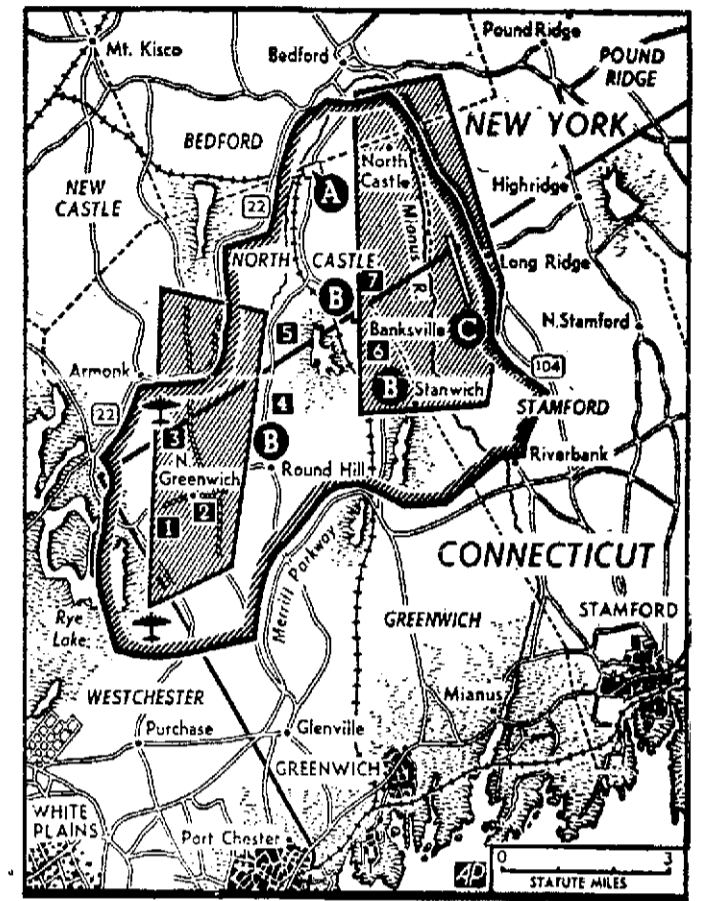 Mt. Kisco
Bedford
Pound Ridge
POUND
RIDGE
BEDFORD
NEW YORK
NEW
CASTLE
22
A
North
Castle
Highridge
Mianus
R.
NORTH CASTLE
Long Ridge
B
7
5
Banksville
C
N. Stamford
6
Armonk
104
22
B
Stanwich
4
STAMFORD
3
B
N.
Greenwich
Round Hill
Riverbank
1
2
CONNECTICUT
Merrill Parkway
Rye
Lake
GREENWICH
STAMFORD
WESTCHESTER
Mianus
Purchase
Glenville
GREENWICH
WHITE
PLAINS
Port Chester
AP
0
3
STATUTE MILES